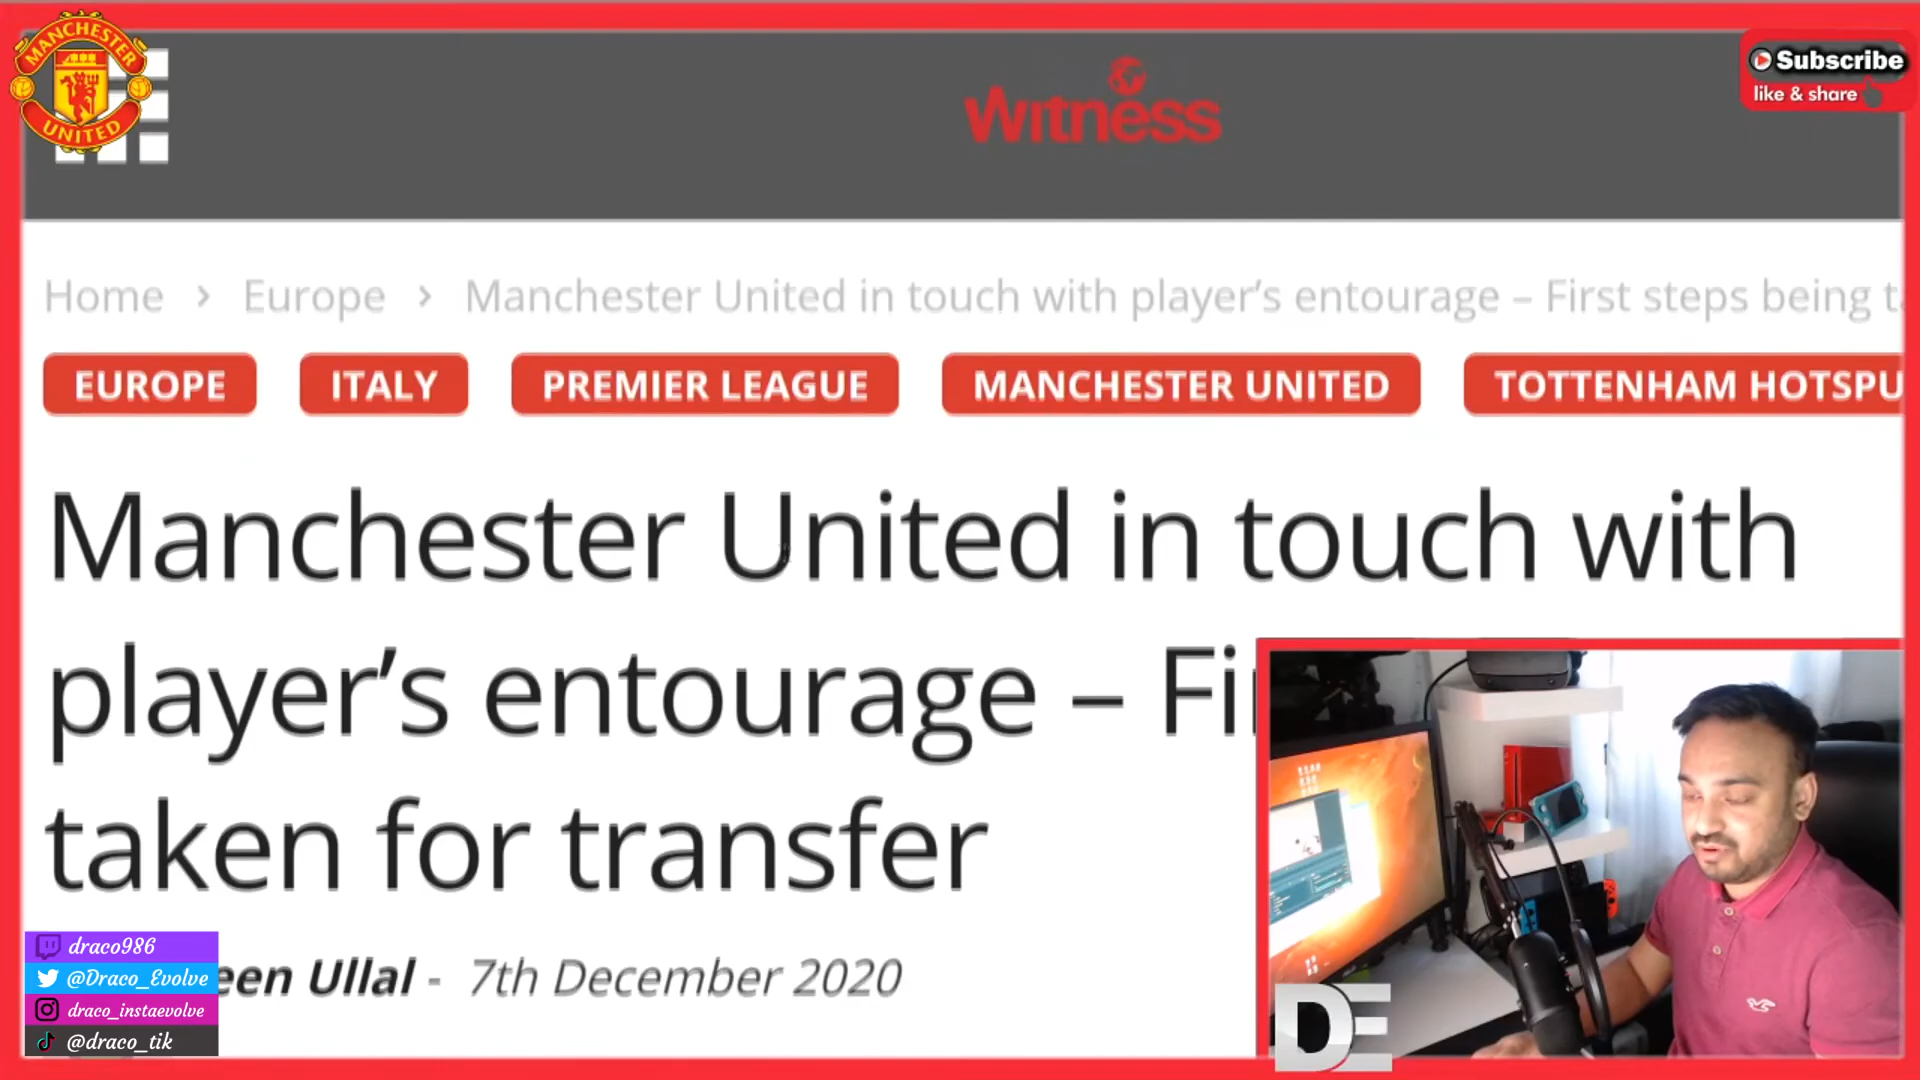 MANCHESTER
UNITED
Witness
Subscribe
like & share
Home > Europe > Manchester United in touch with player's entourage – First steps being
EUROPE
ITALY
PREMIER LEAGUE
MANCHESTER UNITED
TOTTENHAM HOTSPU
Manchester United in touch with
player's entourage – Fi
taken for transfer
een Ullal - 7th December 2020
draco986
@Draco_Evolve
draco_instaevolve
@draco_tik
DE